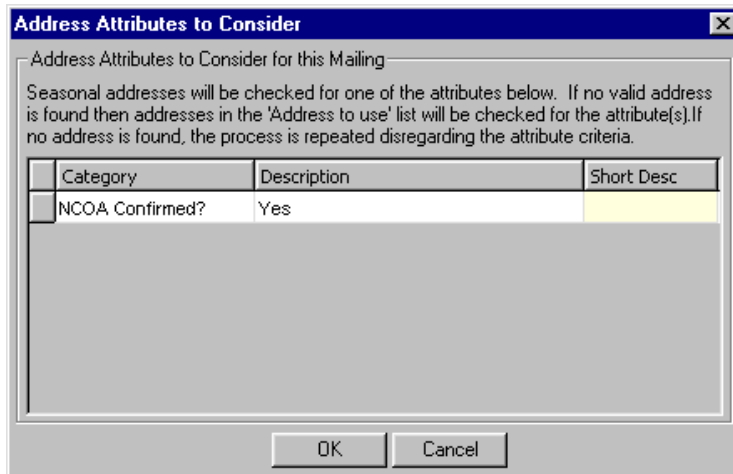 Address Attributes to Consider
Address Attributes to Consider for this Mailing
Seasonal addresses will be checked for one of the attributes below. If no valid address
is found then addresses in the 'Address to use' list will be checked for the attribute(s).If
no address is found, the process is repeated disregarding the attribute criteria.
Category Description Short Desc
NCOA Confirmed? Yes
OK Cancel